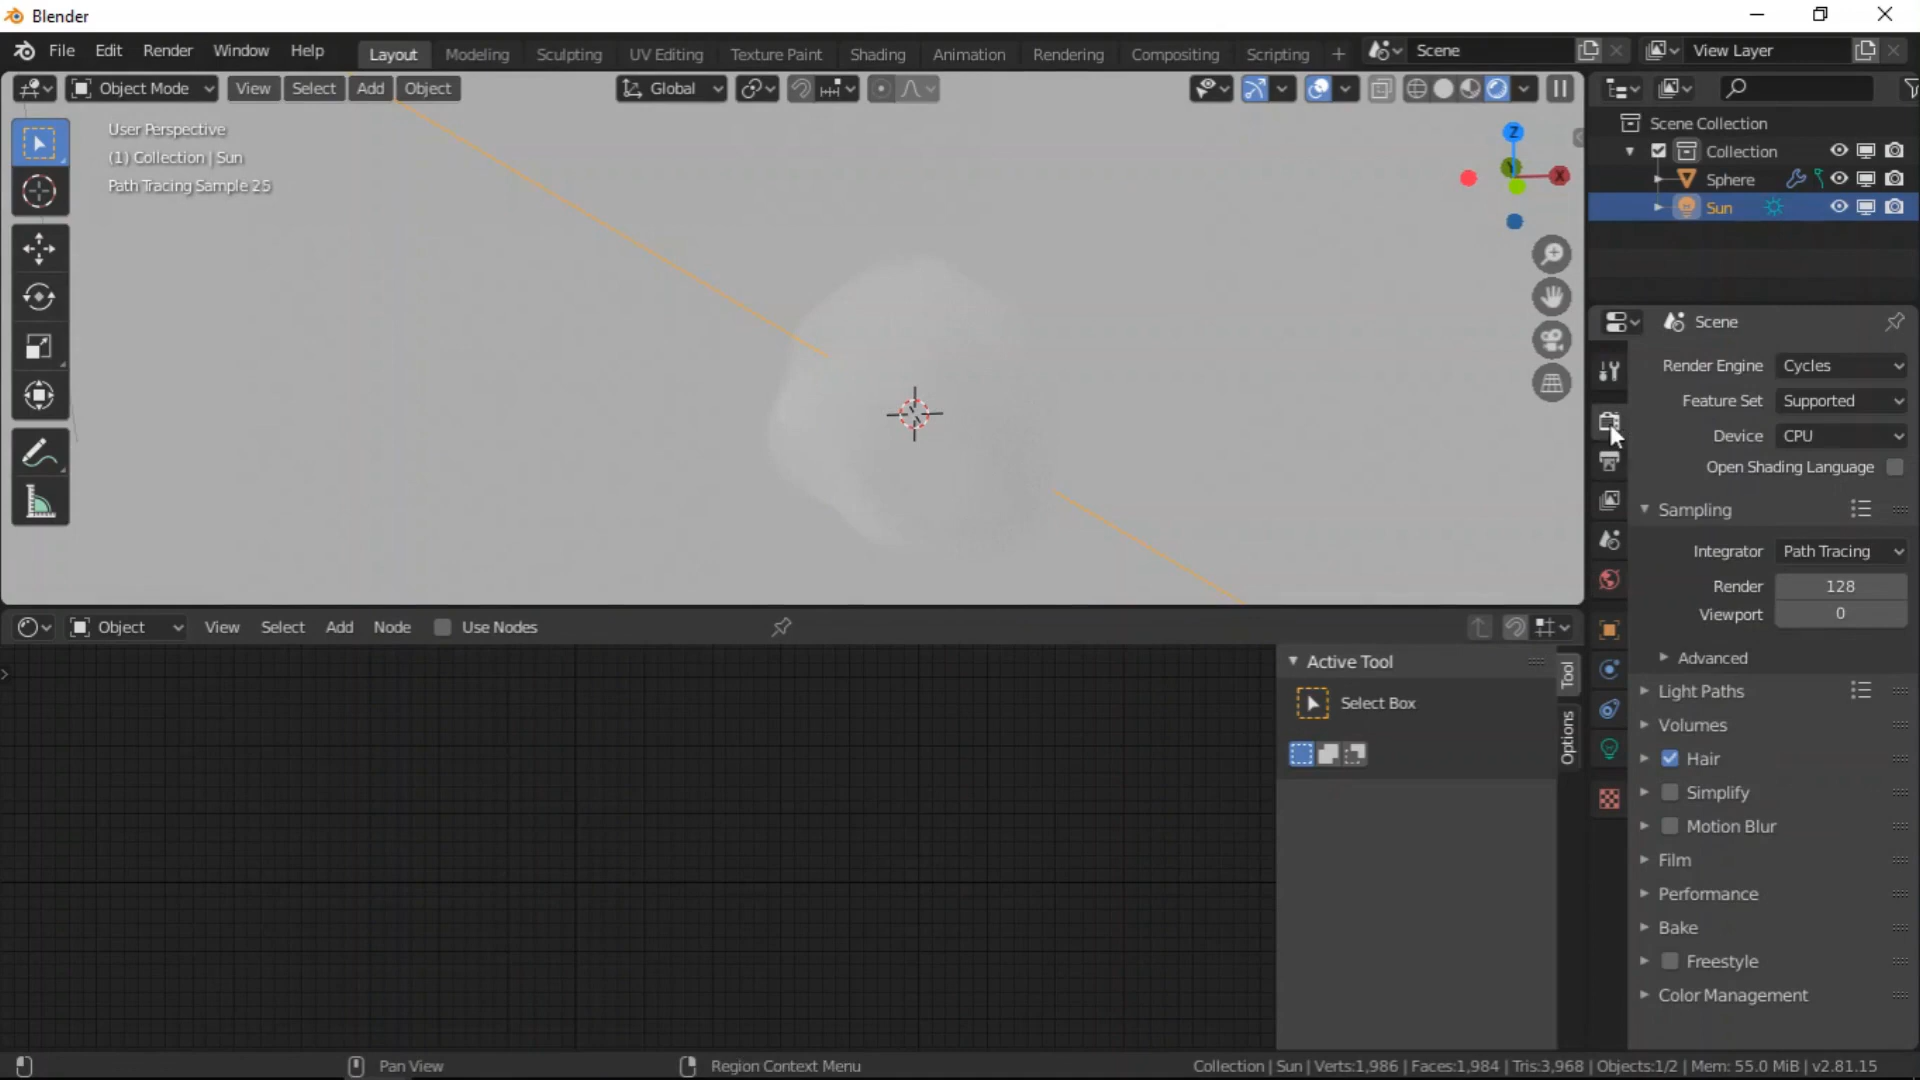 Blender
File Edit Render Window Help Layout Modeling Sculpting UV Editing Texture Paint Shading Animation Rendering Compositing Scripting + Scene View Layer
Object Mode View Select Add Object Global
User Perspective
(1) Collection | Sun
Path Tracing Sample 25
Z
Y
X
Scene Collection
Collection
Sphere
Sun
Scene
Render Engine Cycles
Feature Set Supported
Device CPU
Open Shading Language
Sampling
Integrator Path Tracing
Render 128
Viewport 0
Advanced
Light Paths
Volumes
Hair
Simplify
Motion Blur
Film
Performance
Bake
Freestyle
Color Management
Object View Select Add Node Use Nodes
Active Tool
Select Box
Tool
Options
Pan View Region Context Menu Collection | Sun | Verts:1,986 | Faces:1,984 | Tris:3,968 | Objects:1/2 | Mem: 55.0 MiB | v2.81.15